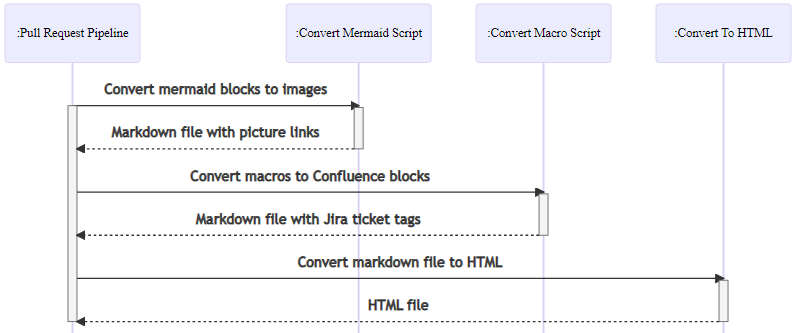 :Pull Request Pipeline
:Convert Mermaid Script
:Convert Macro Script
:Convert To HTML
Convert mermaid blocks to images
Markdown file with picture links
Convert macros to Confluence blocks
Markdown file with Jira ticket tags
Convert markdown file to HTML
HTML file